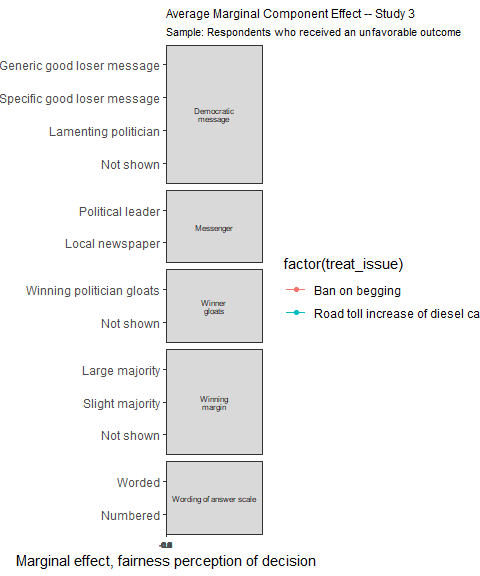 Average Marginal Component Effect -- Study 3
Sample: Respondents who received an unfavorable outcome
Generic good loser message
Specific good loser message
Lamenting politician
Not shown
Democratic
message
Political leader
Local newspaper
Messenger
Winning politician gloats
Not shown
Winner
gloats
Large majority
Slight majority
Not shown
Winning
margin
Worded
Numbered
Wording of answer scale
factor(treat_issue)
Ban on begging
Road toll increase of diesel ca
Marginal effect, fairness perception of decision